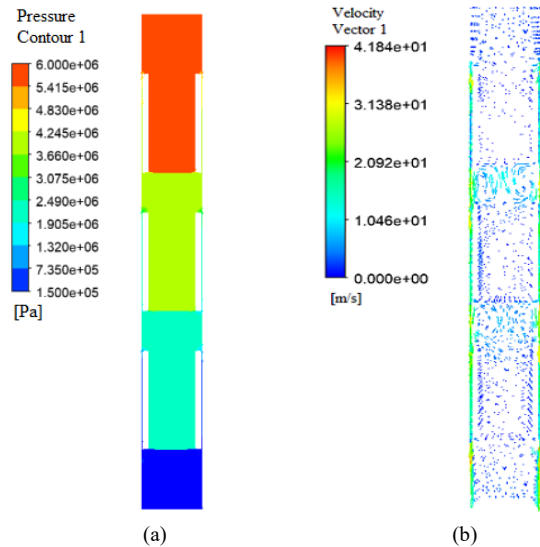 Pressure
Contour 1
6.000e+06
5.415e+06
4.830e+06
4.245e+06
3.660e+06
3.075e+06
2.490e+06
1.905e+06
1.320e+06
7.350e+05
1.500e+05
[Pa]
(a)
Velocity
Vector 1
4.184e+01
3.138e+01
2.092e+01
1.046e+01
0.000e+00
[m/s]
(b)